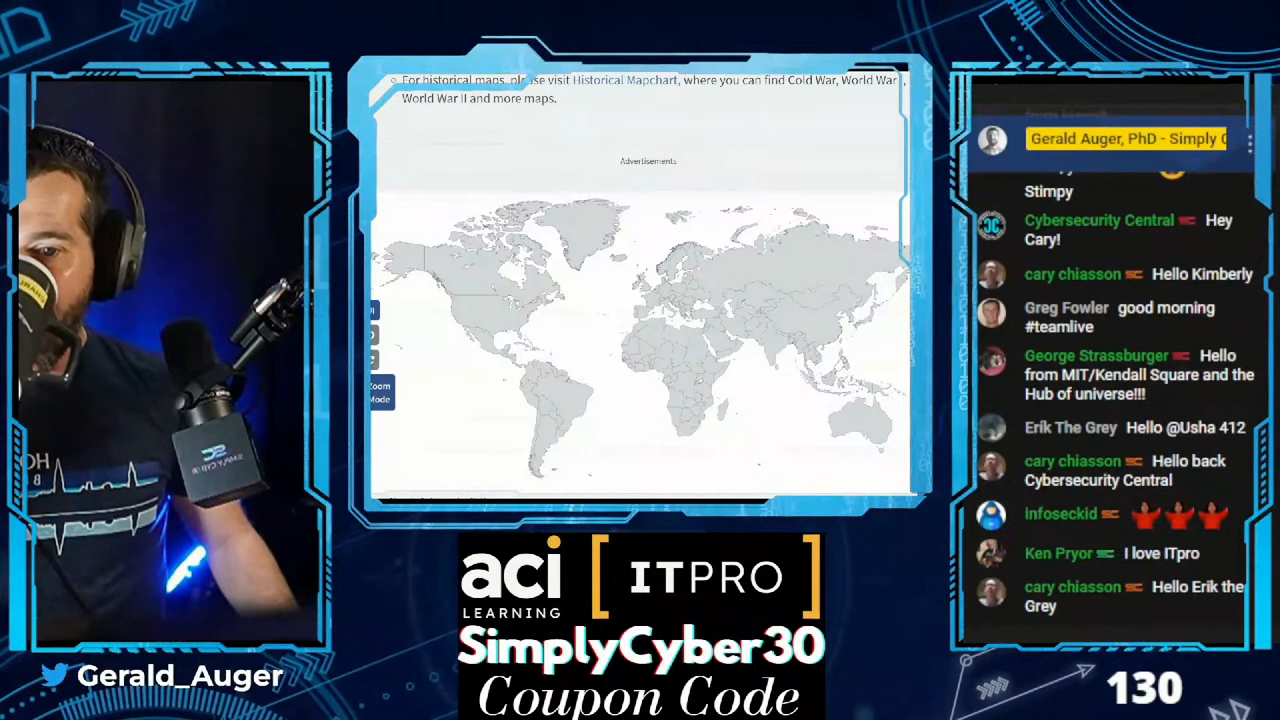 For historical maps, please visit Historical Mapchart, where you can find Cold War, World War
World War II and more maps.
Advertisements
Zoom
Mode
Gerald Auger, PhD - Simply C
Stimpy
Cybersecurity Central Hey
Cary!
cary chiasson Hello Kimberly
Greg Fowler good morning
#teamlive
George Strassburger Hello
from MIT/Kendall Square and the
Hub of universe!!!
Erik The Grey Hello @Usha 412
cary chiasson Hello back
Cybersecurity Central
infoseckid
Ken Pryor I love ITpro
cary chiasson Hello Erik the
Grey
aci
LEARNING
[ITPRO]
SimplyCyber30
Coupon Code
Gerald_Auger
130